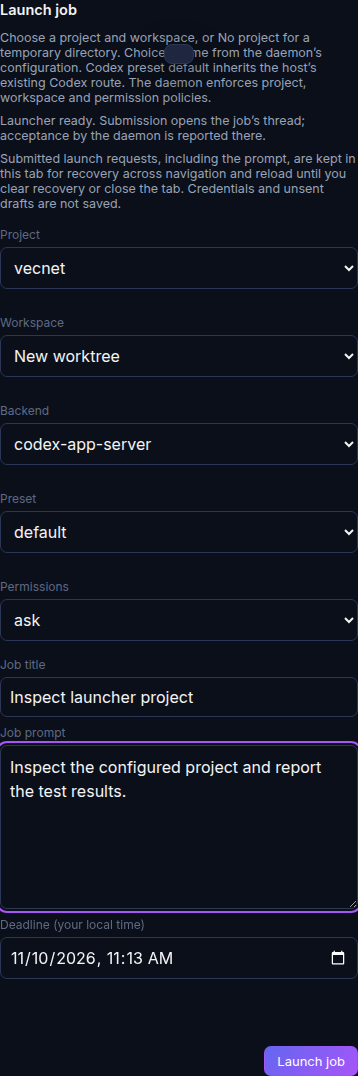 Launch job
Choose a project and workspace, or No project for a
temporary directory. Choice me from the daemon's
configuration. Codex preset default inherits the host's
existing Codex route. The daemon enforces project,
workspace and permission policies.
Launcher ready. Submission opens the job's thread;
acceptance by the daemon is reported there.
Submitted launch requests, including the prompt, are kept in
this tab for recovery across navigation and reload until you
clear recovery or close the tab. Credentials and unsent
drafts are not saved.
Project
vecnet
Workspace
New worktree
Backend
codex-app-server
Preset
default
Permissions
ask
Job title
Inspect launcher project
Job prompt
Inspect the configured project and report
the test results.
Deadline (your local time)
11/10/2026, 11:13 AM
Launch job